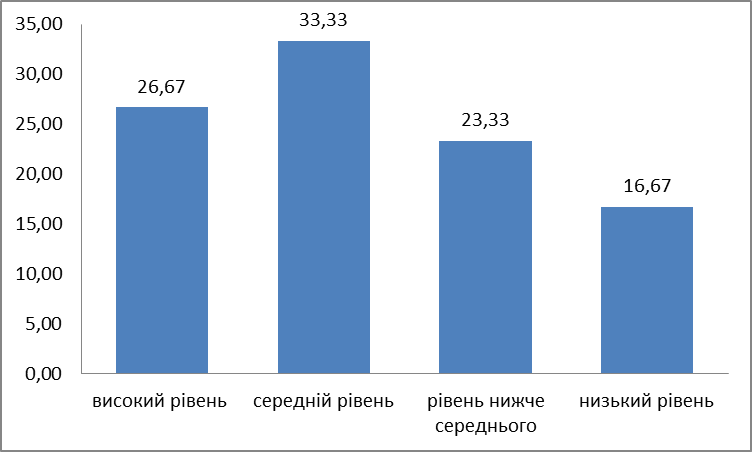 35,00
30,00
25,00
20,00
15,00
10,00
5,00
0,00
26,67
33,33
23,33
16,67
високий рівень
середній рівень
рівень нижче
середнього
низький рівень